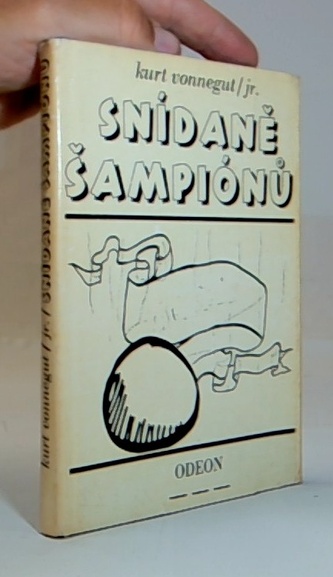 kurt vonnegut/jr.
SNÍDANĚ
ŠAMPIÓNŮ
ODEON
kurt vonnegut/jr./SNÍDANĚ ŠAMPIÓNŮ